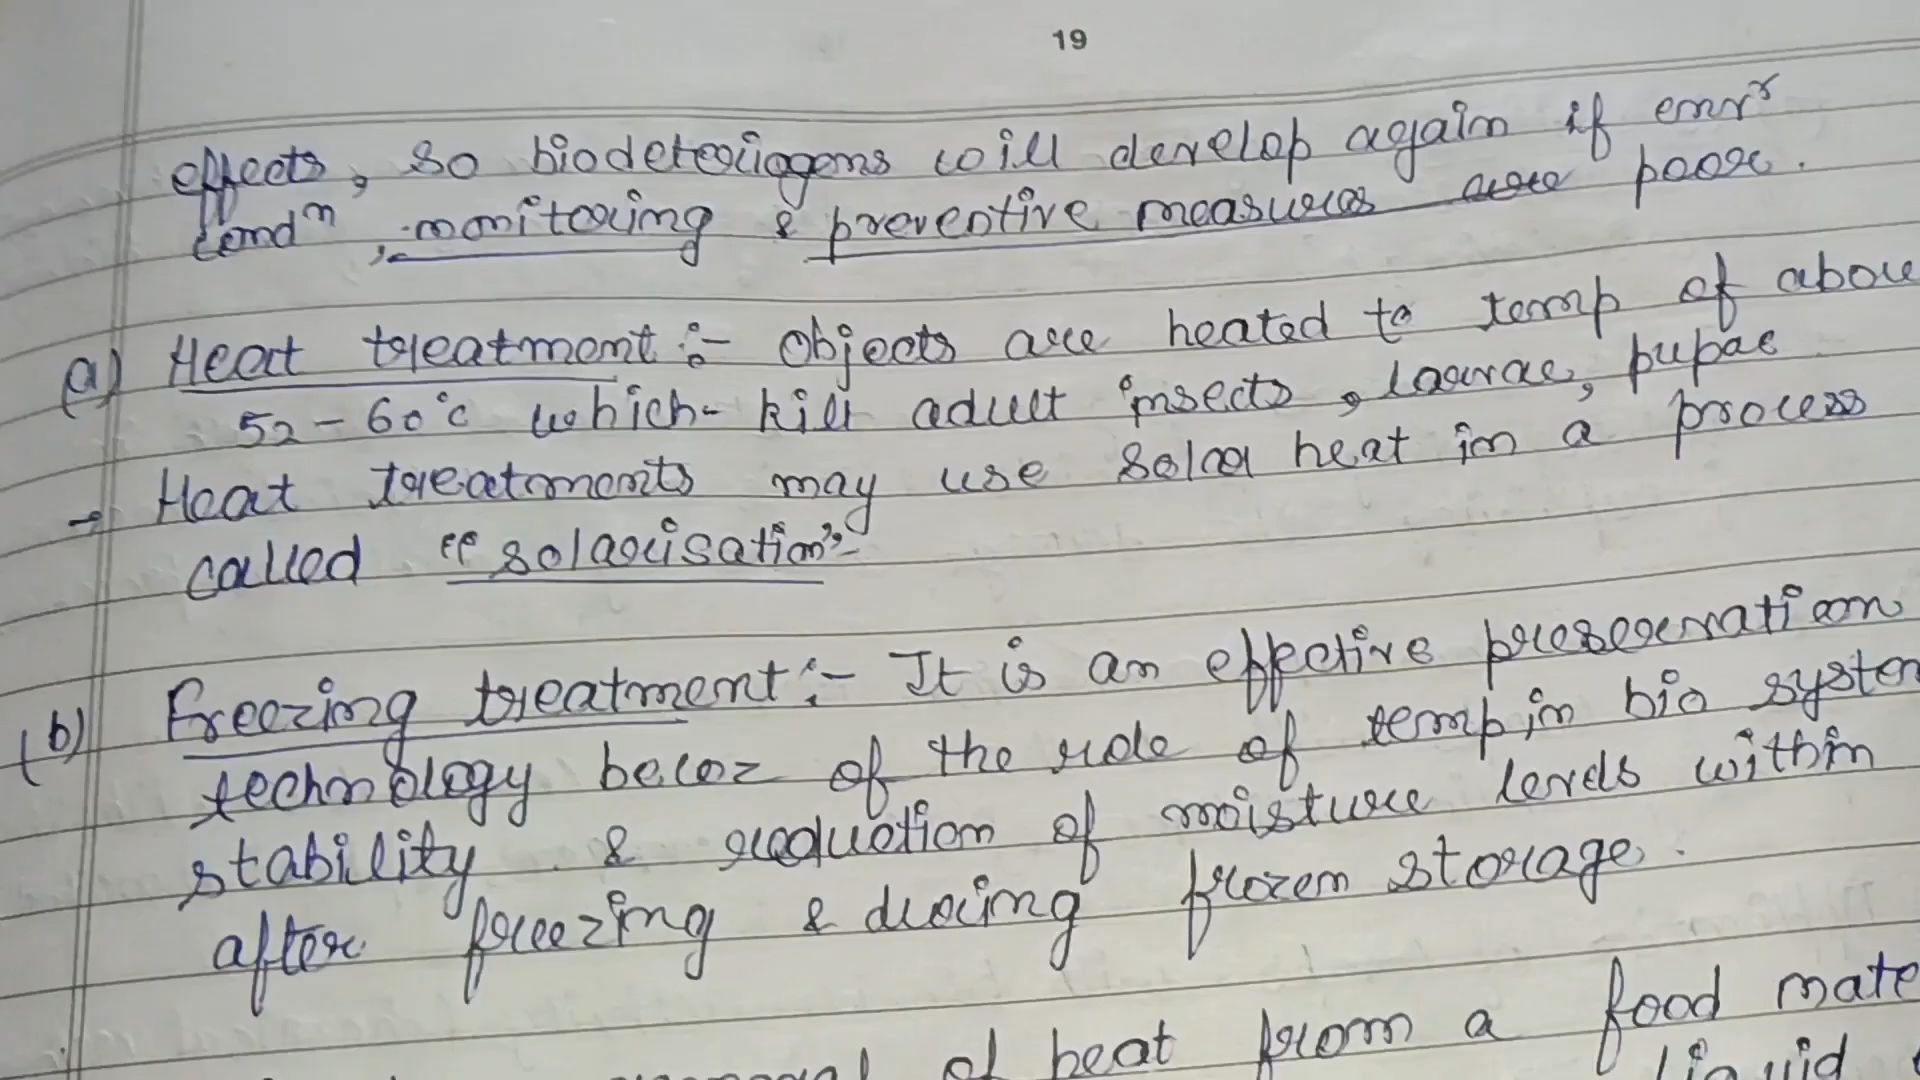 19
effects, so biodeteriogens will develop again if envr
condn, monitoring & preventive measures are poor.
(a) Heat treatment :- Objects are heated to temp of above
52-60°c which kill adult insects, larvae, pupae
→ Heat treatments may use solar heat in a process
called "solarisation"
(b) Freezing treatment :- It is an effective preservation
technology becoz of the role of temp, in bio system
stability & reduction of moisture levels within
after freezing & during frozen storage.
of heat from a food mate
liquid